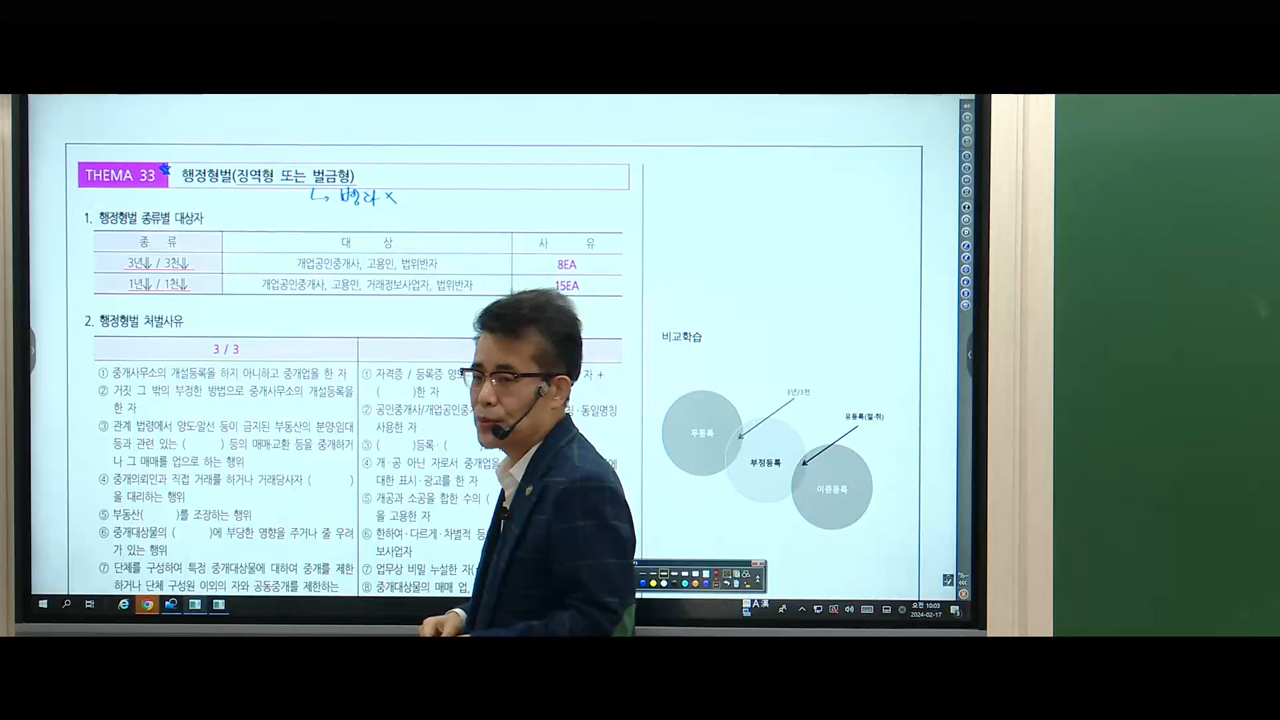 THEMA 33 행정형벌(징역형 또는 벌금형)
↳ 병과 ×
1. 행정형벌 종류별 대상자
종 류 대 상 사 유
3년⇓ / 3천⇓ 개업공인중개사, 고용인, 법위반자 8EA
1년⇓ / 1천⇓ 개업공인중개사, 고용인, 거래정보사업자, 법위반자 15EA
2. 행정형벌 처벌사유
3 / 3
① 중개사무소의 개설등록을 하지 아니하고 중개업을 한 자
② 거짓 그 밖의 부정한 방법으로 중개사무소의 개설등록을
한 자
③ 관계 법령에서 양도·알선 등이 금지된 부동산의 분양·임대
등과 관련 있는 ( ) 등의 매매·교환 등을 중개하거
나 그 매매를 업으로 하는 행위
④ 중개의뢰인과 직접 거래를 하거나 거래당사자 ( )
을 대리하는 행위
⑤ 부동산( )를 조장하는 행위
⑥ 중개대상물의 ( )에 부당한 영향을 주거나 줄 우려
가 있는 행위
⑦ 단체를 구성하여 특정 중개대상물에 대하여 중개를 제한
하거나 단체 구성원 이외의 자와 공동중개를 제한하는
① 자격증 / 등록증 양 자 +
( )한 자
② 공인중개사/개업공인중개 동일명칭
사용한 자
③ ( )등록·(
④ 개·공 아닌 자로서 중개업을 에
대한 표시·광고를 한 자
⑤ 개공과 소공을 합한 수의 (
을 고용한 자
⑥ 한하여·다르게·차별적
보사업자
⑦ 업무상 비밀 누설한 자(
⑧ 중개대상물의 매매 업,
비교학습
3년/3천
무등록
부정등록
유등록(절·취)
이중등록
A 漢
오전 10:03
2024-02-17